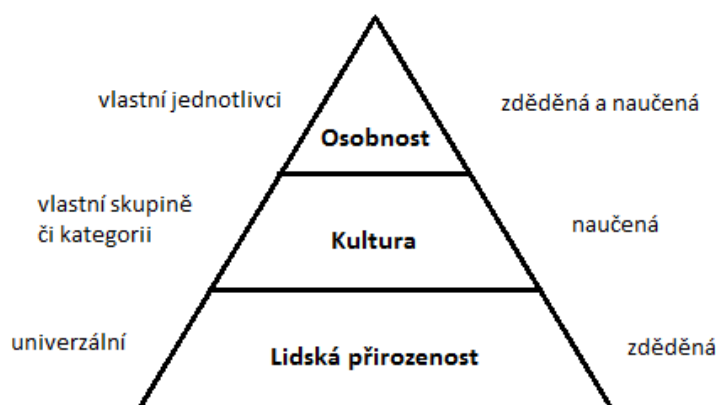 vlastní jednotlivci
zděděná a naučená
Osobnost
vlastní skupině
či kategorii
naučená
Kultura
univerzální
zděděná
Lidská přirozenost